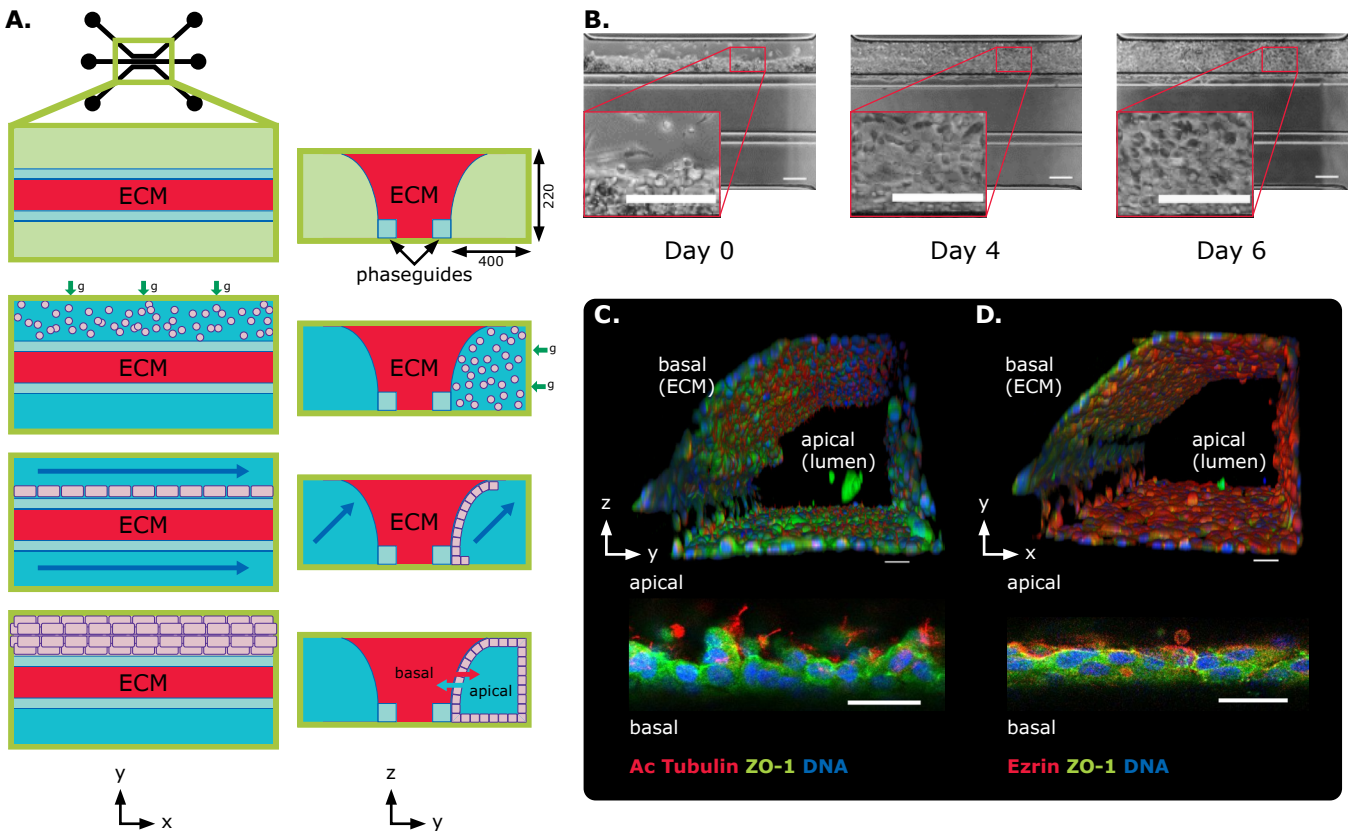 A.
ECM
ECM
220
400
phaseguides
g g g
ECM
ECM
g
g
ECM
ECM
ECM
basal
apical
y
x
z
y
B.
Day 0
Day 4
Day 6
C.
basal
(ECM)
apical
(lumen)
z
y
apical
basal
Ac Tubulin ZO-1 DNA
D.
basal
(ECM)
apical
(lumen)
y
x
apical
basal
Ezrin ZO-1 DNA